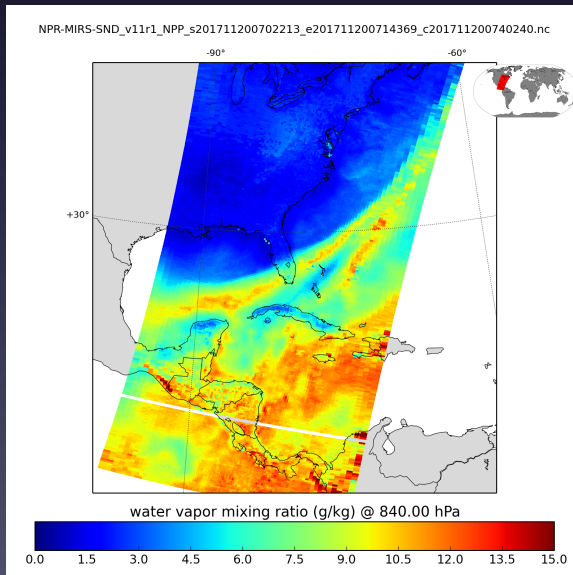 NPR-MIRS-SND_v11r1_NPP_s201711200702213_e201711200714369_c201711200740240.nc
-90°
-60°
+30°
water vapor mixing ratio (g/kg) @ 840.00 hPa
0.0 1.5 3.0 4.5 6.0 7.5 9.0 10.5 12.0 13.5 15.0